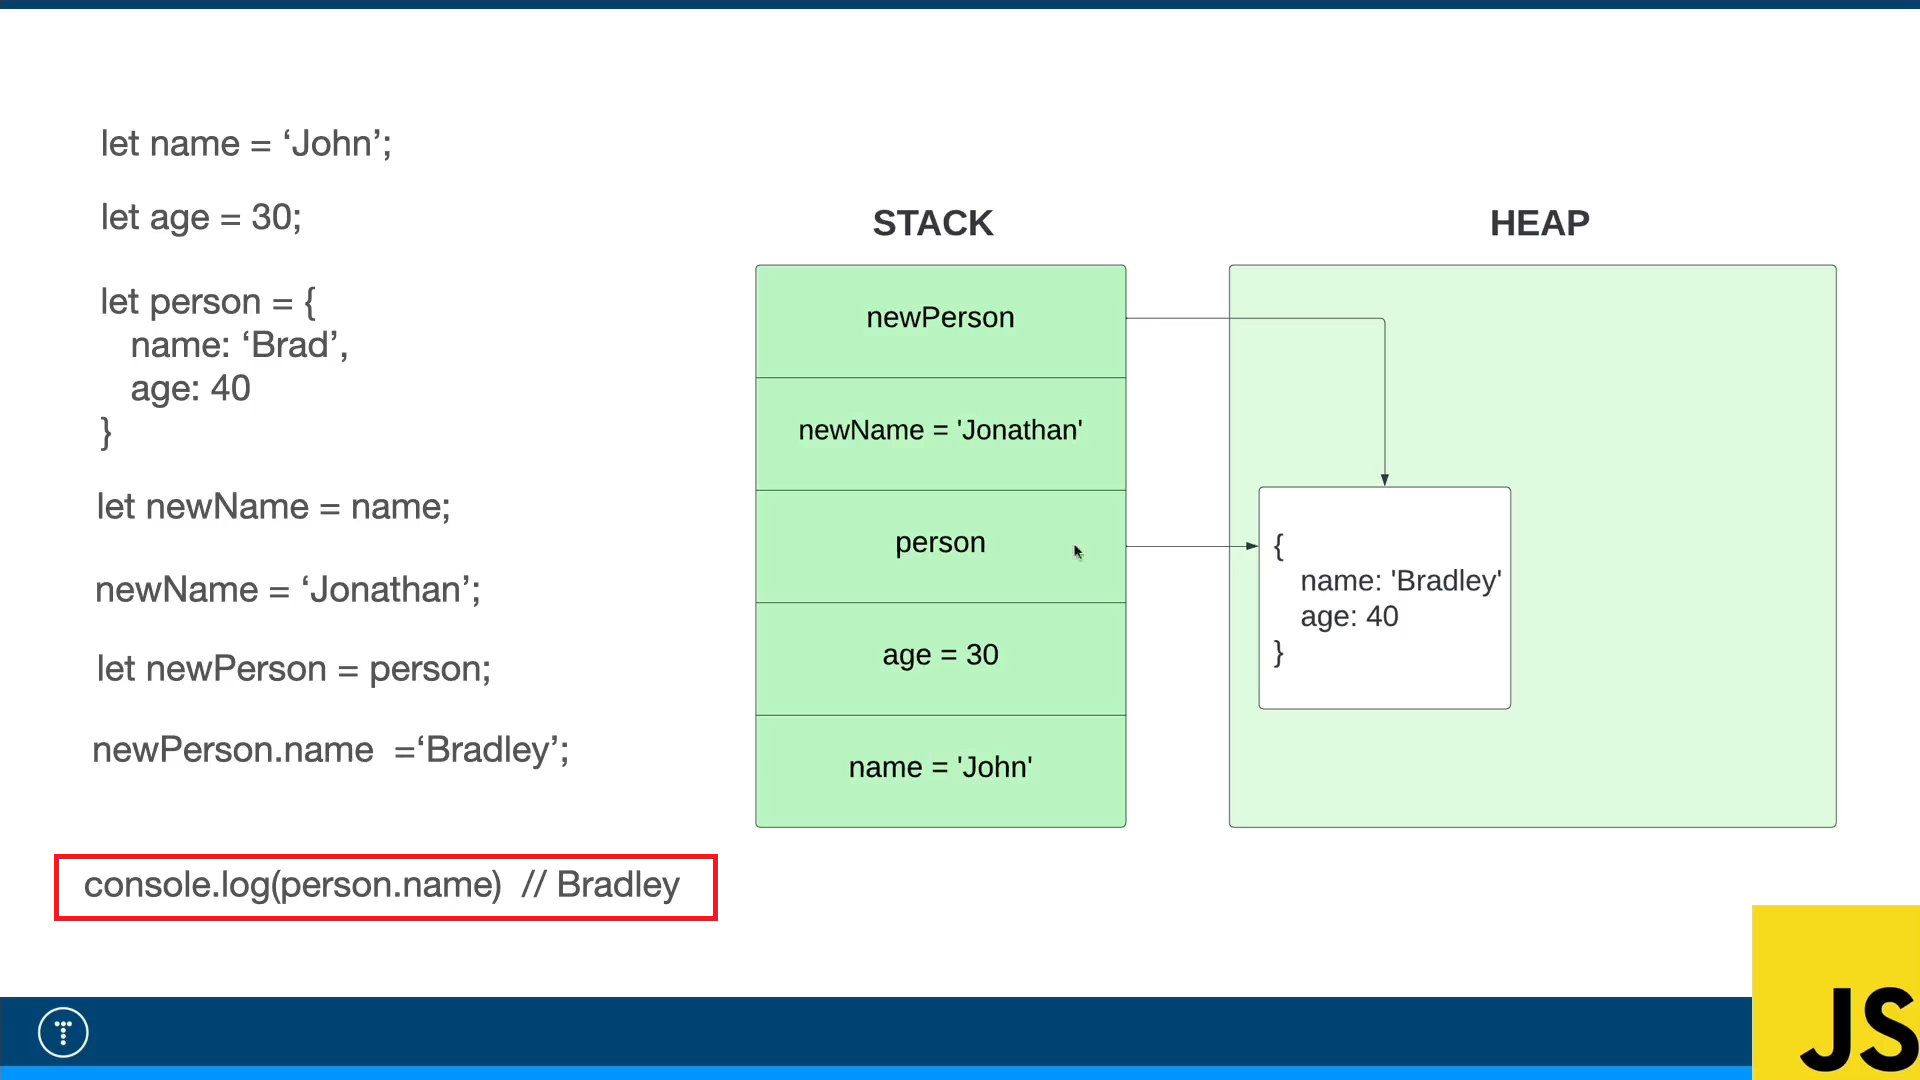 let name = ‘John’;
let age = 30;
let person = {
name: ‘Brad’,
age: 40
}
let newName = name;
newName = ‘Jonathan’;
let newPerson = person;
newPerson.name  =‘Bradley’;
console.log(person.name)  // Bradley
STACK
newPerson
newName = 'Jonathan'
person
age = 30
name = 'John'
HEAP
{
name: 'Bradley'
age: 40
}
JS